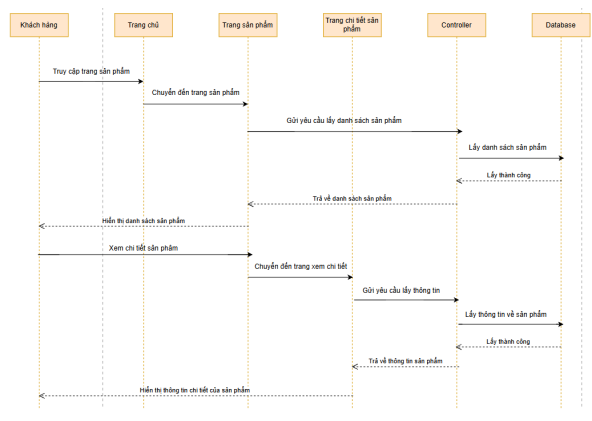 Khách hàng
Trang chủ
Trang sản phẩm
Trang chi tiết sản
phẩm
Controller
Database
Truy cập trang sản phẩm
Chuyển đến trang sản phẩm
Gửi yêu cầu lấy danh sách sản phẩm
Lấy danh sách sản phẩm
Lấy thành công
Trả về danh sách sản phẩm
Hiển thị danh sách sản phẩm
Xem chi tiết sản phâm
Chuyển đến trang xem chi tiết
Gửi yêu cầu lấy thông tin
Lấy thông tin về sản phẩm
Lấy thành công
Trả về thông tin sản phẩm
Hiển thị thông tin chi tiết của sản phẩm